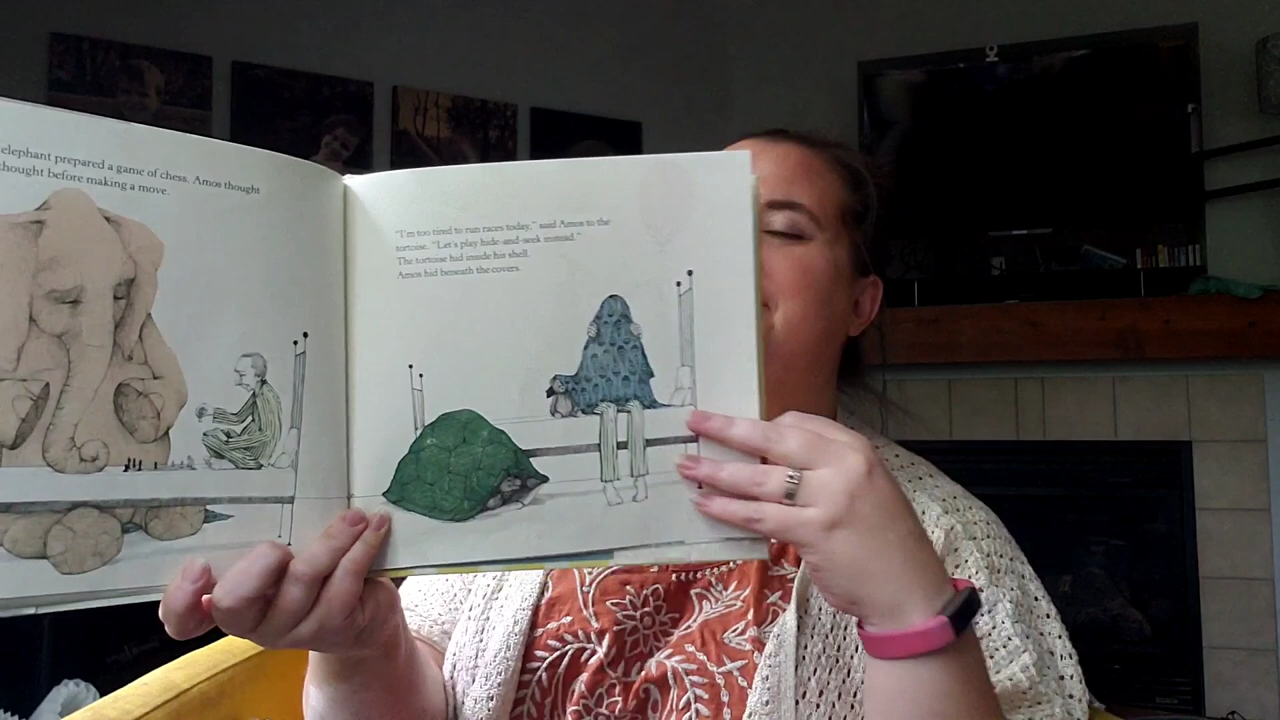 elephant prepared a game of chess. Amos thought
thought before making a move.
"I'm too tired to run races today," said Amos to the
tortoise. "Let's play hide-and-seek instead."
The tortoise hid inside his shell.
Amos hid beneath the covers.